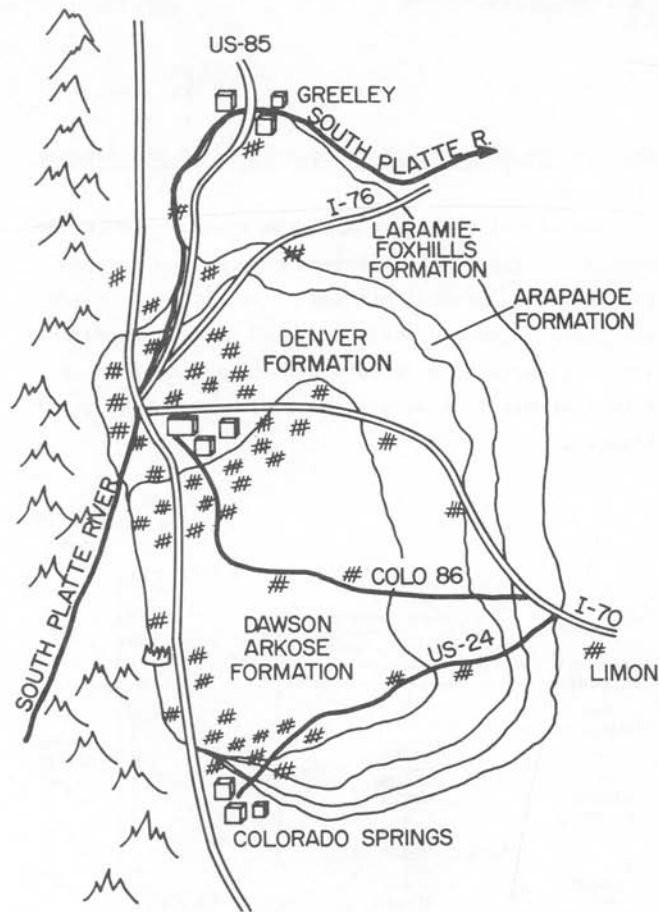 US-85
GREELEY
SOUTH PLATTE R.
I-76
LARAMIE-
FOXHILLS
FORMATION
ARAPAHOE
FORMATION
DENVER
FORMATION
SOUTH PLATTE RIVER
COLO 86
I-70
DAWSON
ARKOSE
FORMATION
US-24
LIMON
COLORADO SPRINGS